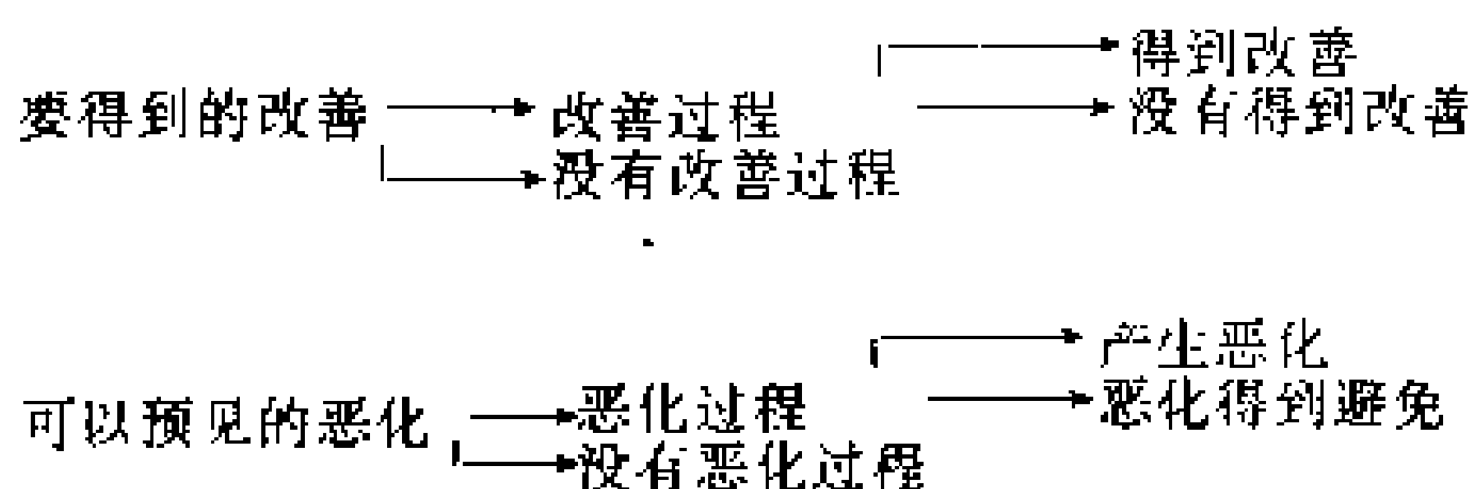 得到改善
要得到的改善 改善过程 没有得到改善
没有改善过程
产生恶化
可以预见的恶化 恶化过程 恶化得到避免
没有恶化过程